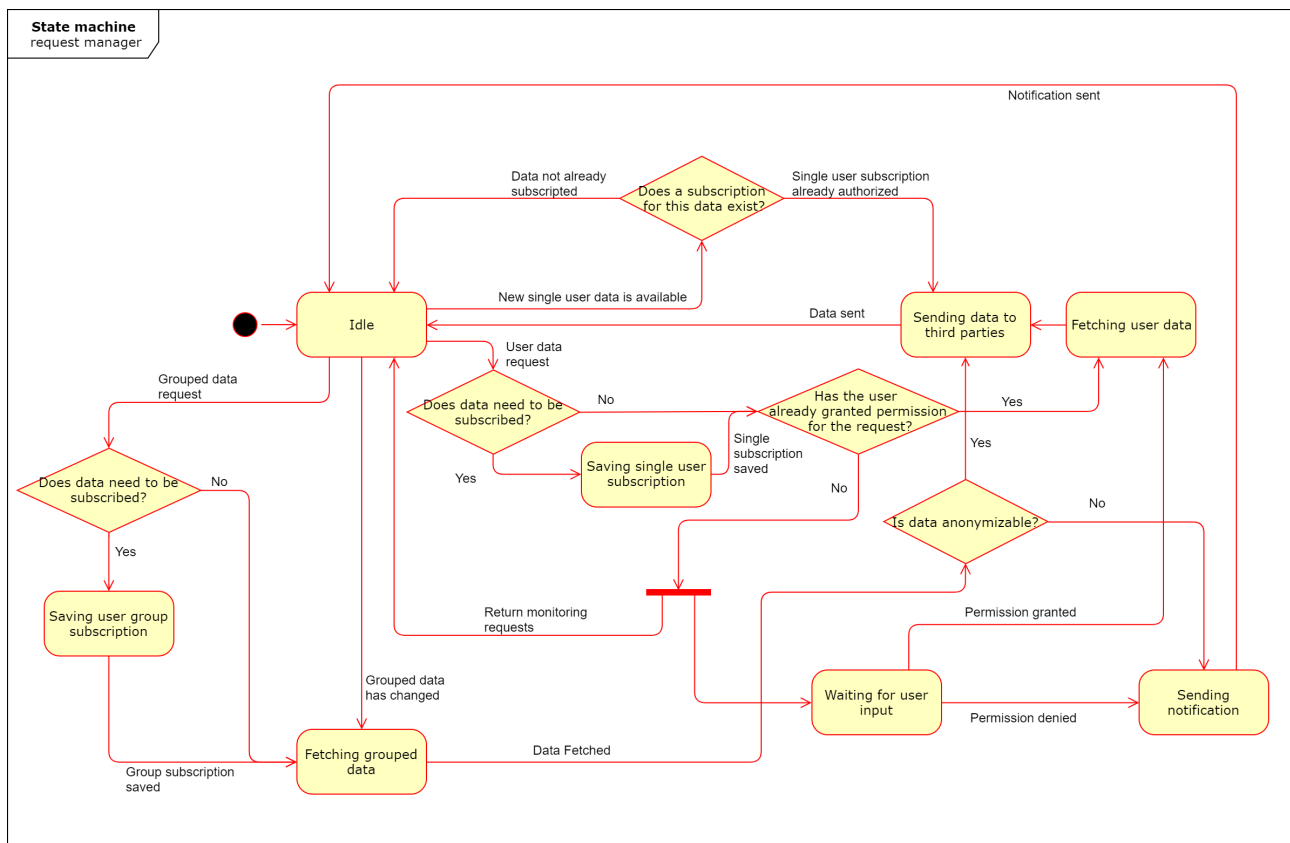 State machine
request manager
Notification sent
Data not already
subscripted
Does a subscription
for this data exist?
Single user subscription
already authorized
New single user data is available
Idle
Data sent
Sending data to
third parties
Fetching user data
User data
request
Grouped data
request
Does data need to be
subscribed?
No
Has the user
already granted permission
for the request?
Yes
Single
subscription
saved
Yes
Saving single user
subscription
Yes
Does data need to be
subscribed?
No
No
Is data anonymizable?
No
Yes
Saving user group
subscription
Return monitoring
requests
Permission granted
Grouped data
has changed
Waiting for user
input
Permission denied
Sending
notification
Fetching grouped
data
Data Fetched
Group subscription
saved